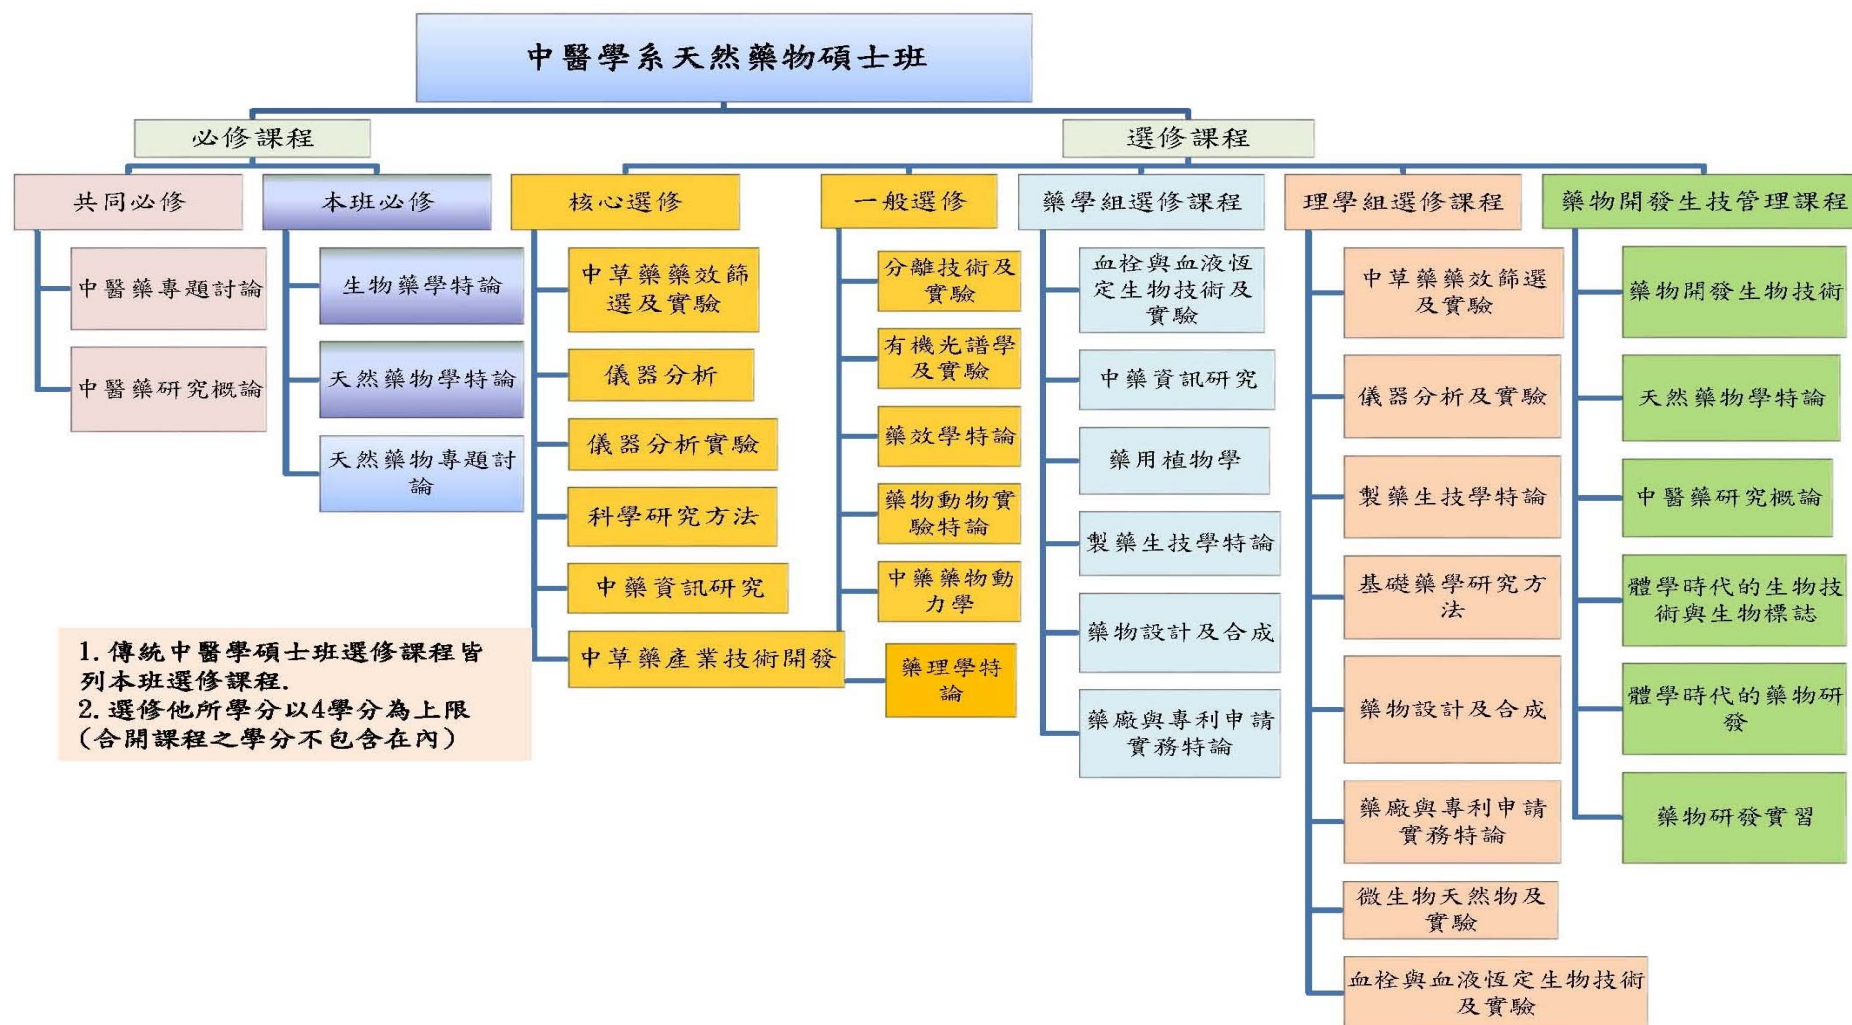 中醫學系天然藥物碩士班
必修課程
選修課程
共同必修
本班必修
核心選修
一般選修
藥學組選修課程
理學組選修課程
藥物開發生技管理課程
中醫藥專題討論
中醫藥研究概論
生物藥學特論
天然藥物學特論
天然藥物專題討
論
中草藥藥效篩
選及實驗
儀器分析
儀器分析實驗
科學研究方法
中藥資訊研究
中草藥產業技術開發
分離技術及
實驗
有機光譜學
及實驗
藥效學特論
藥物動物實
驗特論
中藥藥物動
力學
藥理學特
論
血栓與血液恆
定生物技術及
實驗
中藥資訊研究
藥用植物學
製藥生技學特論
藥物設計及合成
藥廠與專利申請
實務特論
中草藥藥效篩選
及實驗
儀器分析及實驗
製藥生技學特論
基礎藥學研究方
法
藥物設計及合成
藥廠與專利申請
實務特論
微生物天然物及
實驗
血栓與血液恆定生物技術
及實驗
藥物開發生物技術
天然藥物學特論
中醫藥研究概論
體學時代的生物技
術與生物標誌
體學時代的藥物研
發
藥物研發實習
1. 傳統中醫學碩士班選修課程皆
列本班選修課程.
2. 選修他所學分以4學分為上限
(合開課程之學分不包含在內)